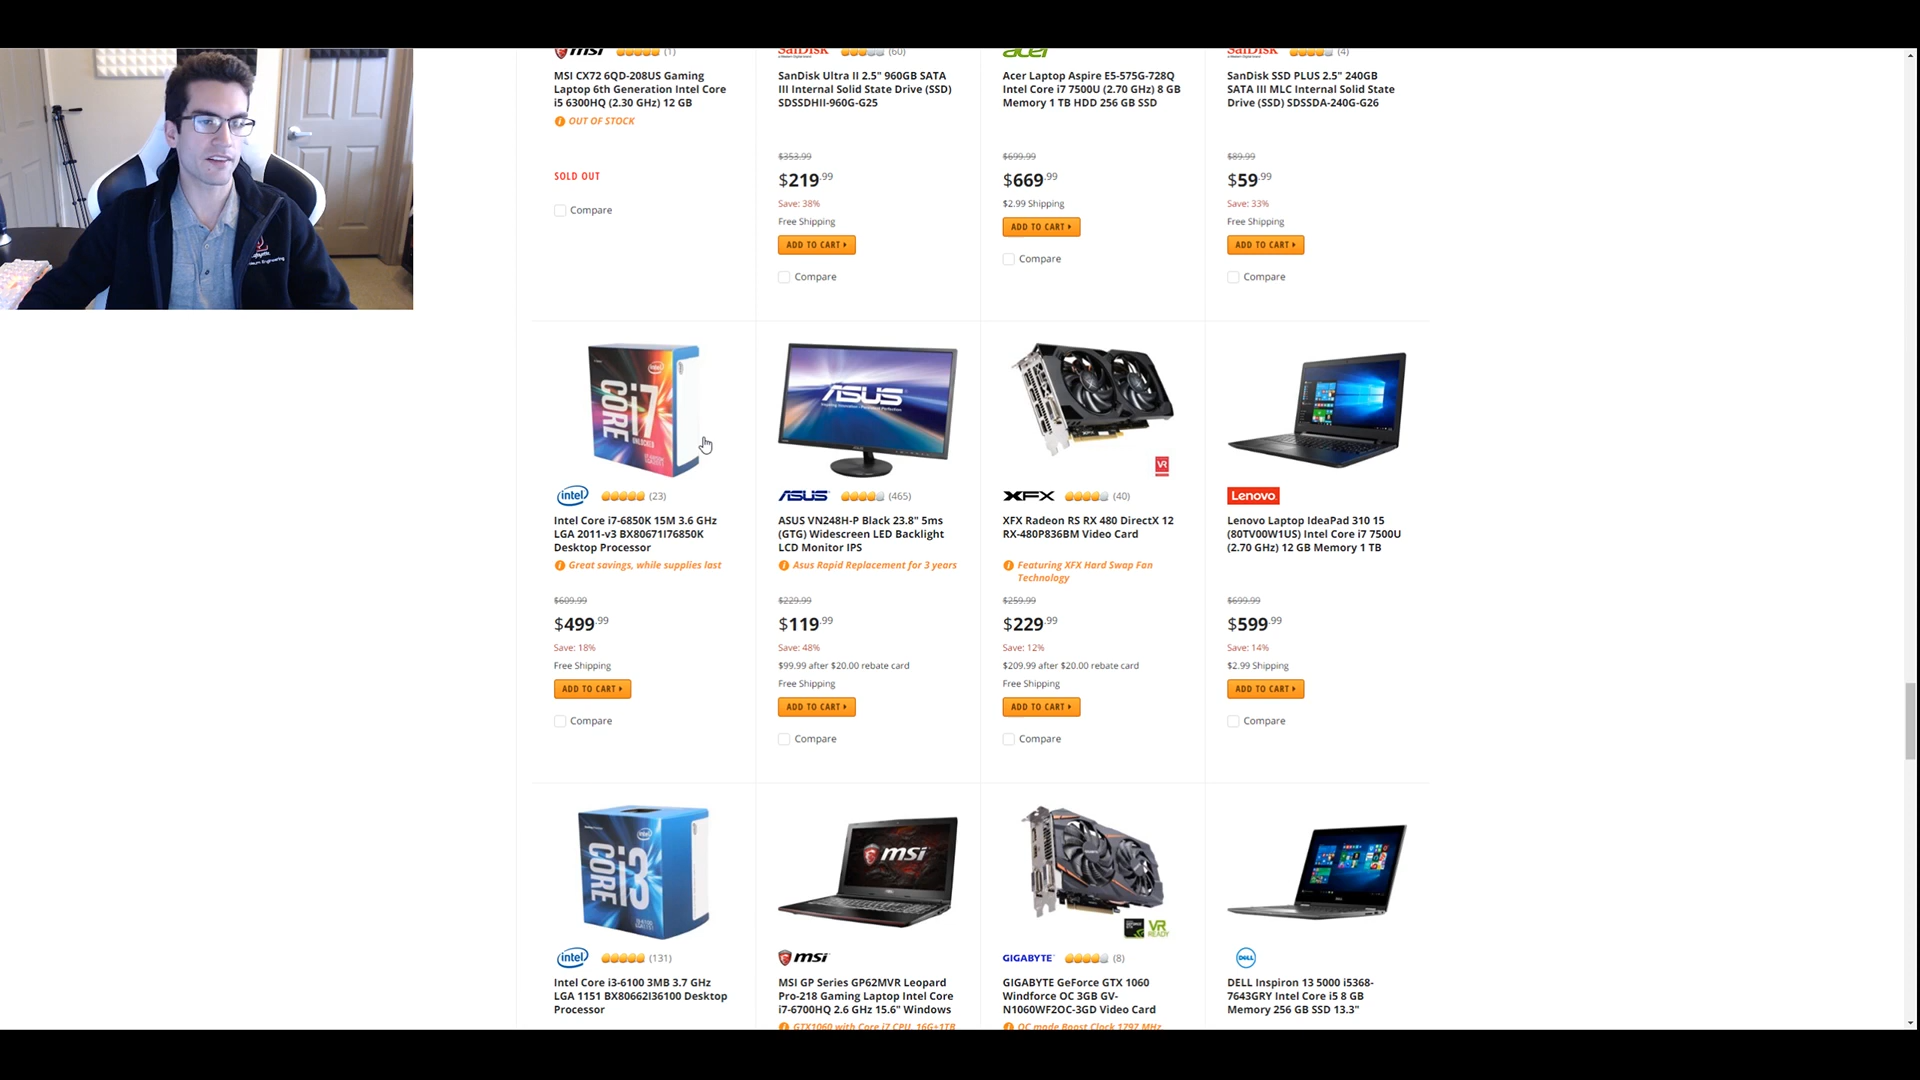 msi (1)
MSI CX72 6QD-208US Gaming
Laptop 6th Generation Intel Core
i5 6300HQ (2.30 GHz) 12 GB
OUT OF STOCK
SOLD OUT
Compare
SanDisk (60)
SanDisk Ultra II 2.5" 960GB SATA
III Internal Solid State Drive (SSD)
SDSSDHII-960G-G25
$353.99
$219.99
Save: 38%
Free Shipping
ADD TO CART
Compare
acer
Acer Laptop Aspire E5-575G-728Q
Intel Core i7 7500U (2.70 GHz) 8 GB
Memory 1 TB HDD 256 GB SSD
$699.99
$669.99
$2.99 Shipping
ADD TO CART
Compare
SanDisk (4)
SanDisk SSD PLUS 2.5" 240GB
SATA III MLC Internal Solid State
Drive (SSD) SDSSDA-240G-G26
$89.99
$59.99
Save: 33%
Free Shipping
ADD TO CART
Compare
intel
CORE i7
UNLOCKED
intel (23)
Intel Core i7-6850K 15M 3.6 GHz
LGA 2011-v3 BX80671I76850K
Desktop Processor
Great savings, while supplies last
$609.99
$499.99
Save: 18%
Free Shipping
ADD TO CART
Compare
ASUS
ASUS (465)
ASUS VN248H-P Black 23.8" 5ms
(GTG) Widescreen LED Backlight
LCD Monitor IPS
Asus Rapid Replacement for 3 years
$229.99
$119.99
Save: 48%
$99.99 after $20.00 rebate card
Free Shipping
ADD TO CART
Compare
VR
XFX (40)
XFX Radeon RS RX 480 DirectX 12
RX-480P836BM Video Card
Featuring XFX Hard Swap Fan
Technology
$259.99
$229.99
Save: 12%
$209.99 after $20.00 rebate card
Free Shipping
ADD TO CART
Compare
Lenovo
Lenovo Laptop IdeaPad 310 15
(80TV00W1US) Intel Core i7 7500U
(2.70 GHz) 12 GB Memory 1 TB
$699.99
$599.99
Save: 14%
$2.99 Shipping
ADD TO CART
Compare
intel
CORE i3
intel (131)
Intel Core i3-6100 3MB 3.7 GHz
LGA 1151 BX80662I36100 Desktop
Processor
msi
msi
MSI GP Series GP62MVR Leopard
Pro-218 Gaming Laptop Intel Core
i7-6700HQ 2.6 GHz 15.6" Windows
GTX1060 with Core i7 CPU, 16G+1TB
VR
READY
GIGABYTE (8)
GIGABYTE GeForce GTX 1060
Windforce OC 3GB GV-
N1060WF2OC-3GD Video Card
OC mode Boost Clock 1797 MHz.
DELL
DELL Inspiron 13 5000 i5368-
7643GRY Intel Core i5 8 GB
Memory 256 GB SSD 13.3"